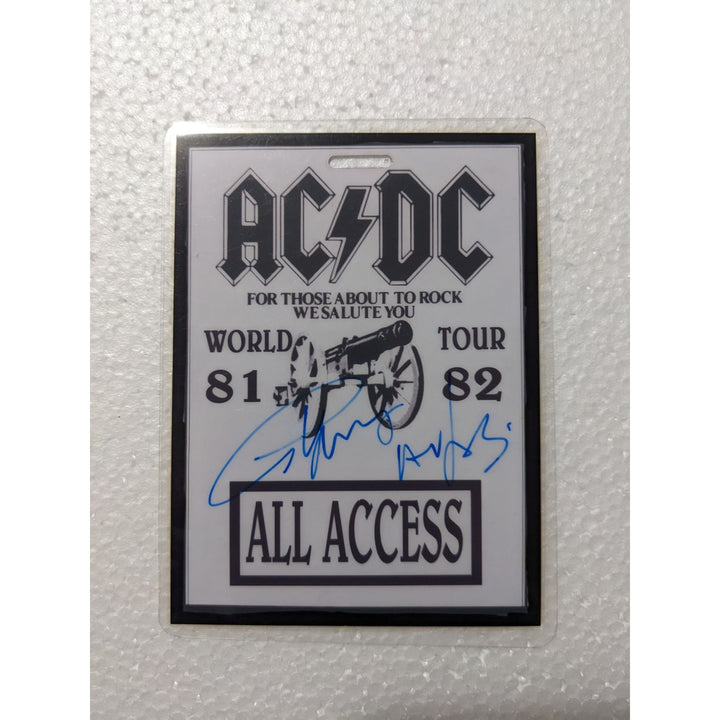 AC⚡DC
FOR THOSE ABOUT TO ROCK
WE SALUTE YOU
WORLD TOUR
81 82
ALL ACCESS